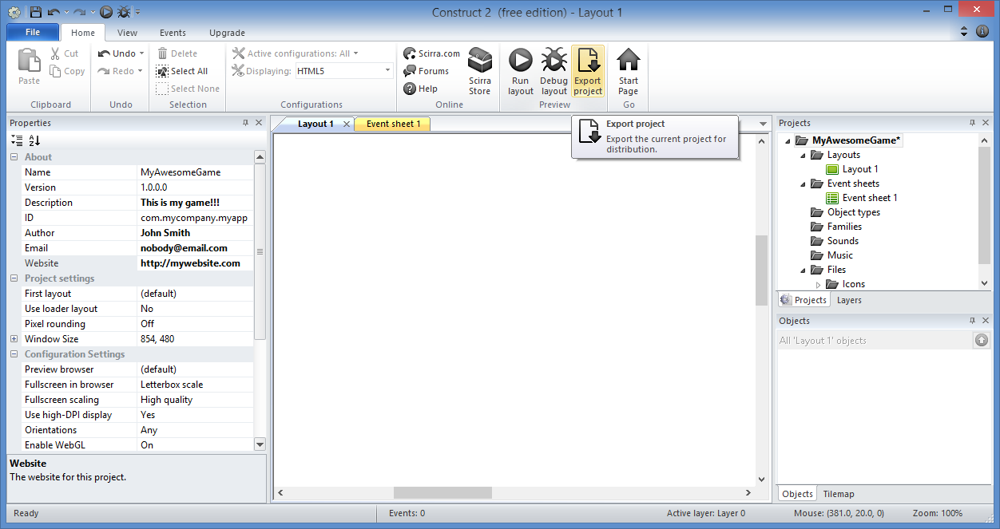 Construct 2 (free edition) - Layout 1
File
Home
View
Events
Upgrade
Paste
Cut
Copy
Clipboard
Undo
Redo
Undo
Delete
Select All
Select None
Selection
Active configurations: All
Displaying: HTML5
Configurations
Scirra.com
Forums
Help
Scirra
Store
Online
Run
layout
Debug
layout
Export
project
Preview
Start
Page
Go
Properties
About
Name MyAwesomeGame
Version 1.0.0.0
Description This is my game!!!
ID com.mycompany.myapp
Author John Smith
Email nobody@email.com
Website http://mywebsite.com
Project settings
First layout (default)
Use loader layout No
Pixel rounding Off
Window Size 854, 480
Configuration Settings
Preview browser (default)
Fullscreen in browser Letterbox scale
Fullscreen scaling High quality
Use high-DPI display Yes
Orientations Any
Enable WebGL On
Website
The website for this project.
Layout 1
Event sheet 1
Export project
Export the current project for
distribution.
Projects
MyAwesomeGame*
Layouts
Layout 1
Event sheets
Event sheet 1
Object types
Families
Sounds
Music
Files
Icons
Projects
Layers
Objects
All 'Layout 1' objects
Objects
Tilemap
Ready
Events: 0
Active layer: Layer 0
Mouse: (381.0, 20.0, 0)
Zoom: 100%